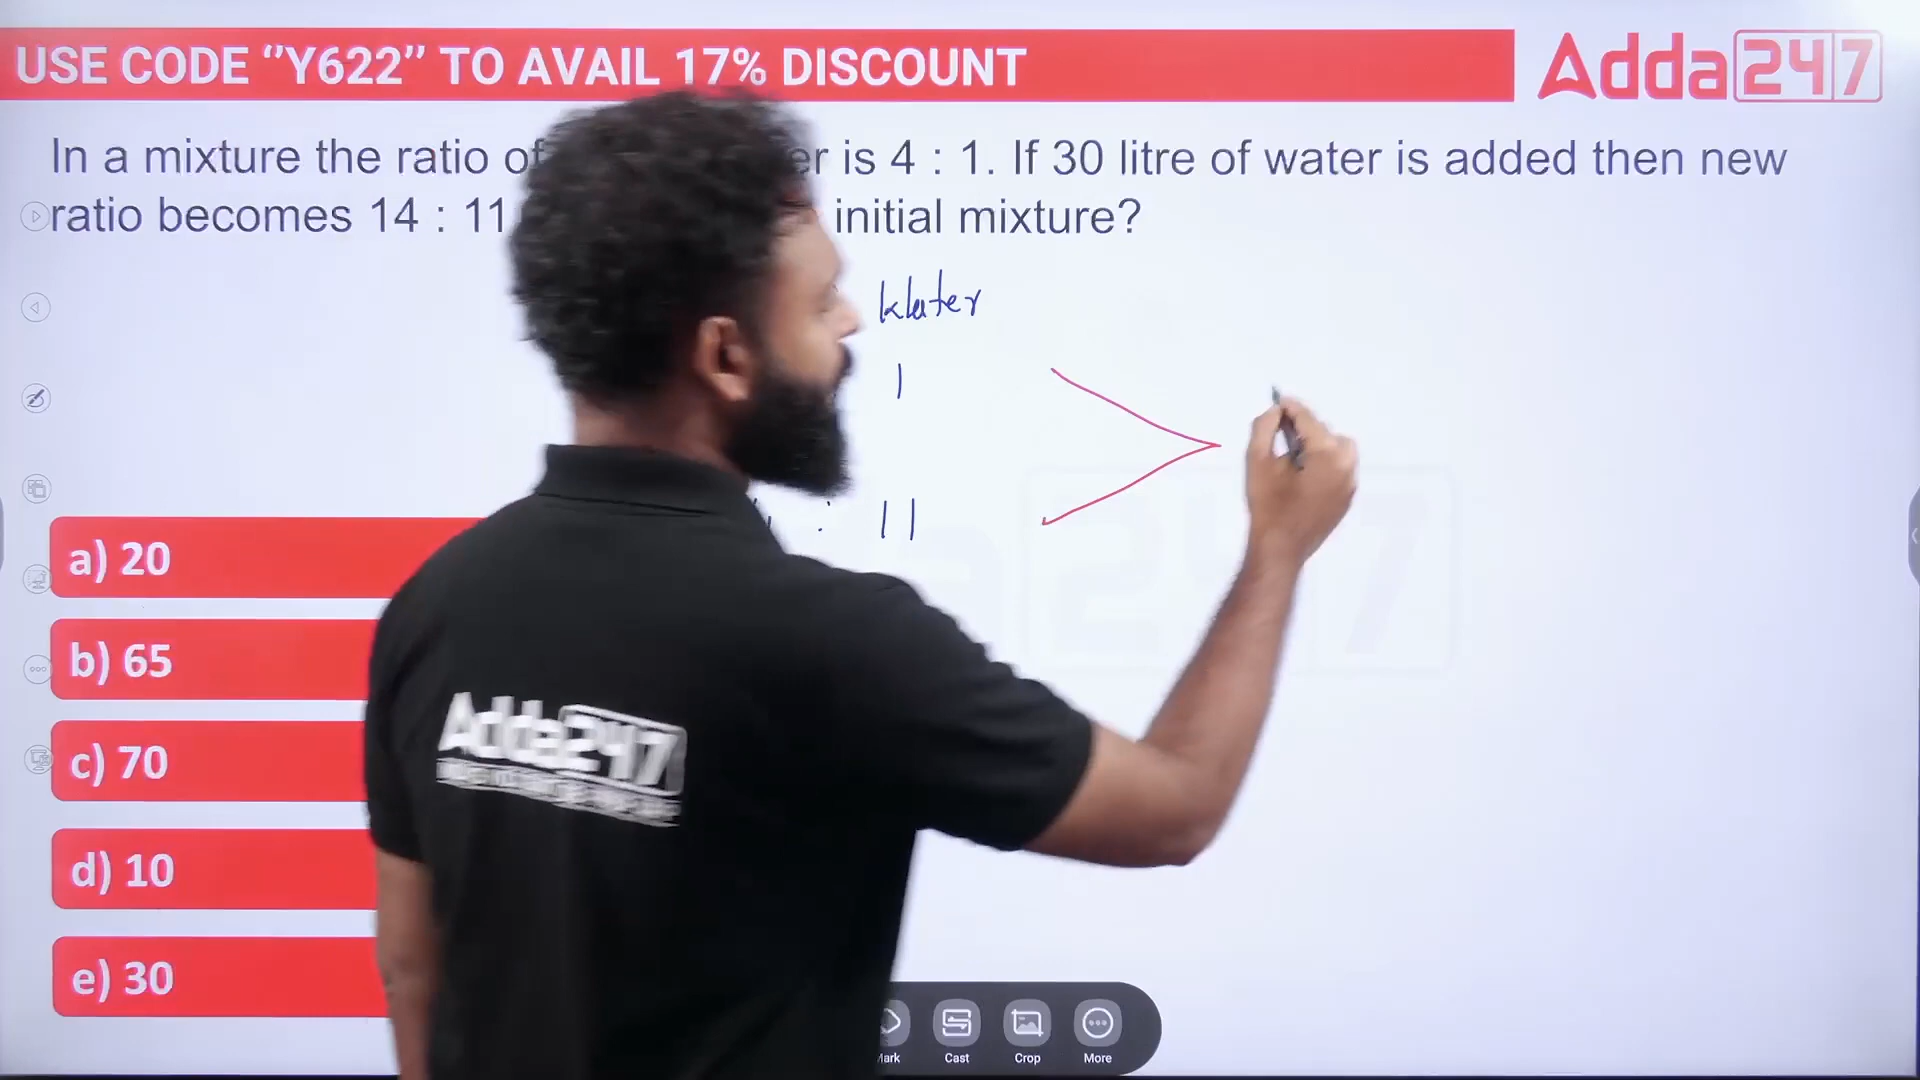 USE CODE “Y622” TO AVAIL 17% DISCOUNT
Adda247
In a mixture the ratio of er is 4 : 1. If 30 litre of water is added then new
ratio becomes 14 : 11 initial mixture?
Water
1
: 11
a) 20
b) 65
c) 70
d) 10
e) 30
Adda247
Mark Cast Crop More